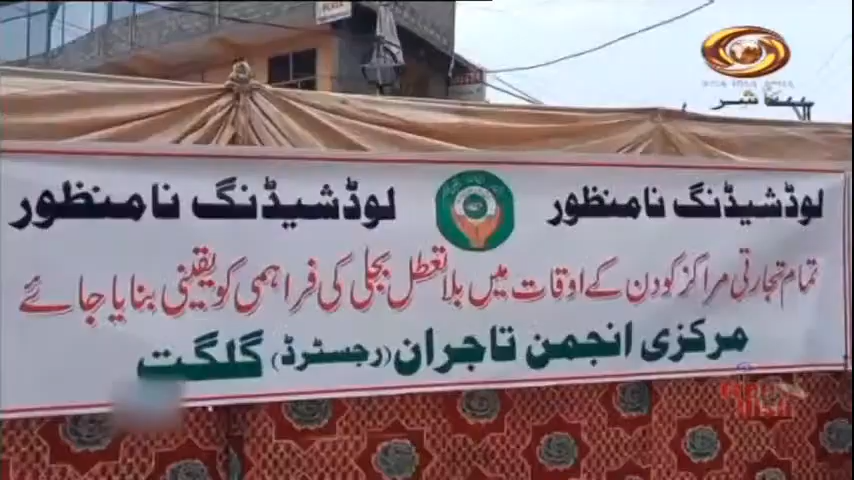 PLAZA
لوڈشیڈنگ نامنظور
لوڈشیڈنگ نامنظور
تمام تجارتی مراکز کو دن کے اوقات میں بلا تعطل بجلی کی فراہمی کو یقینی بنایا جائے
مرکزی انجمن تاجران (رجسٹرڈ) گلگت